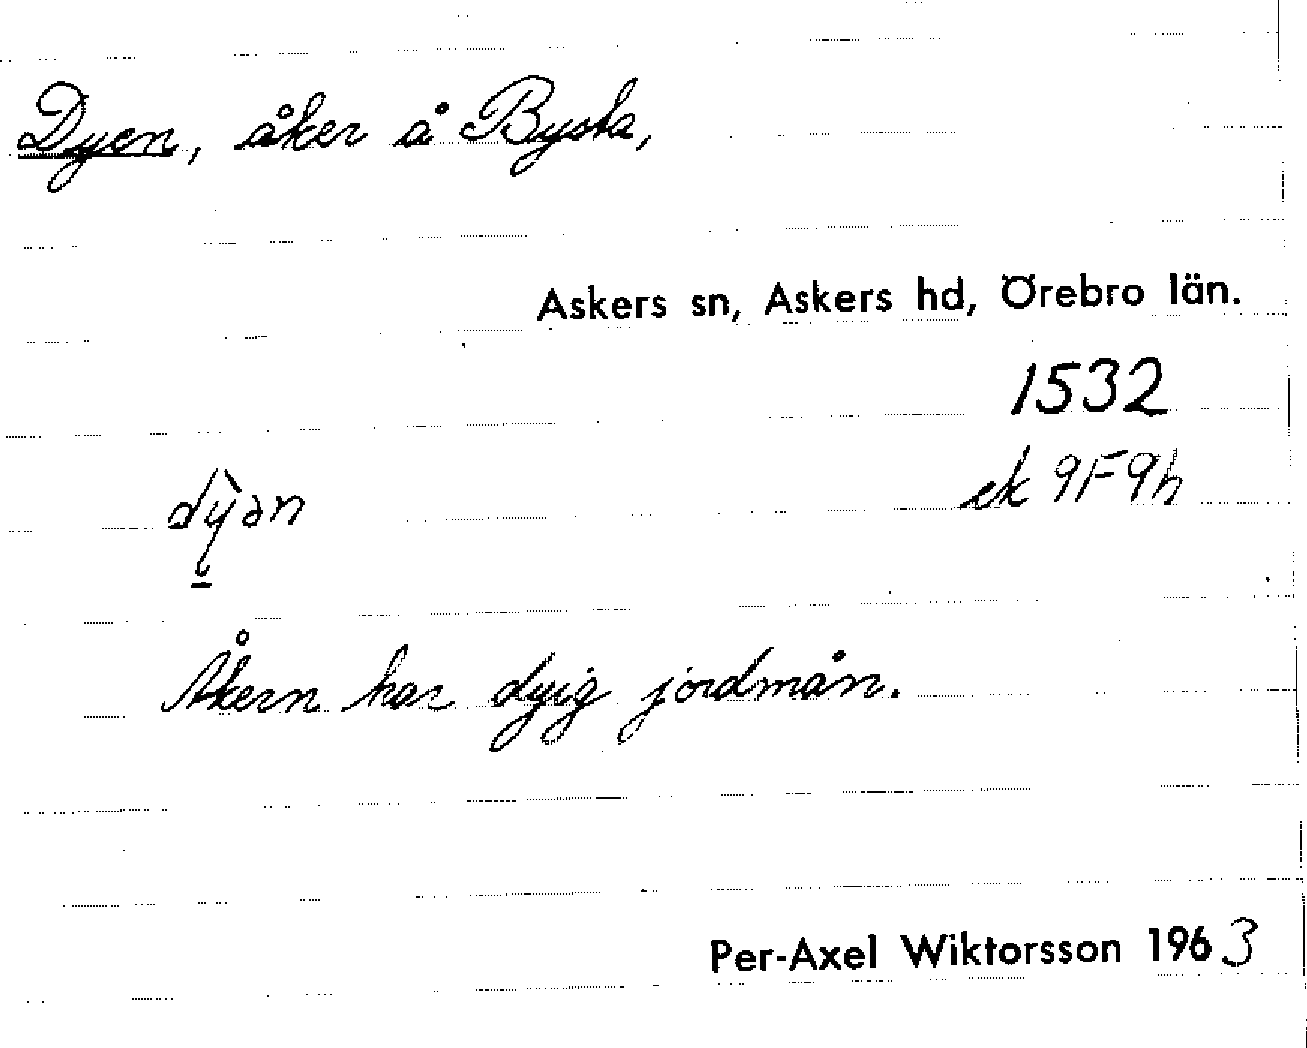 Dyen, åker å Bysta,
Askers sn, Askers hd, Örebro län.
1532
ek 9F9h
dỳən
Åkern har dyig jordmån.
Per-Axel Wiktorsson 1963